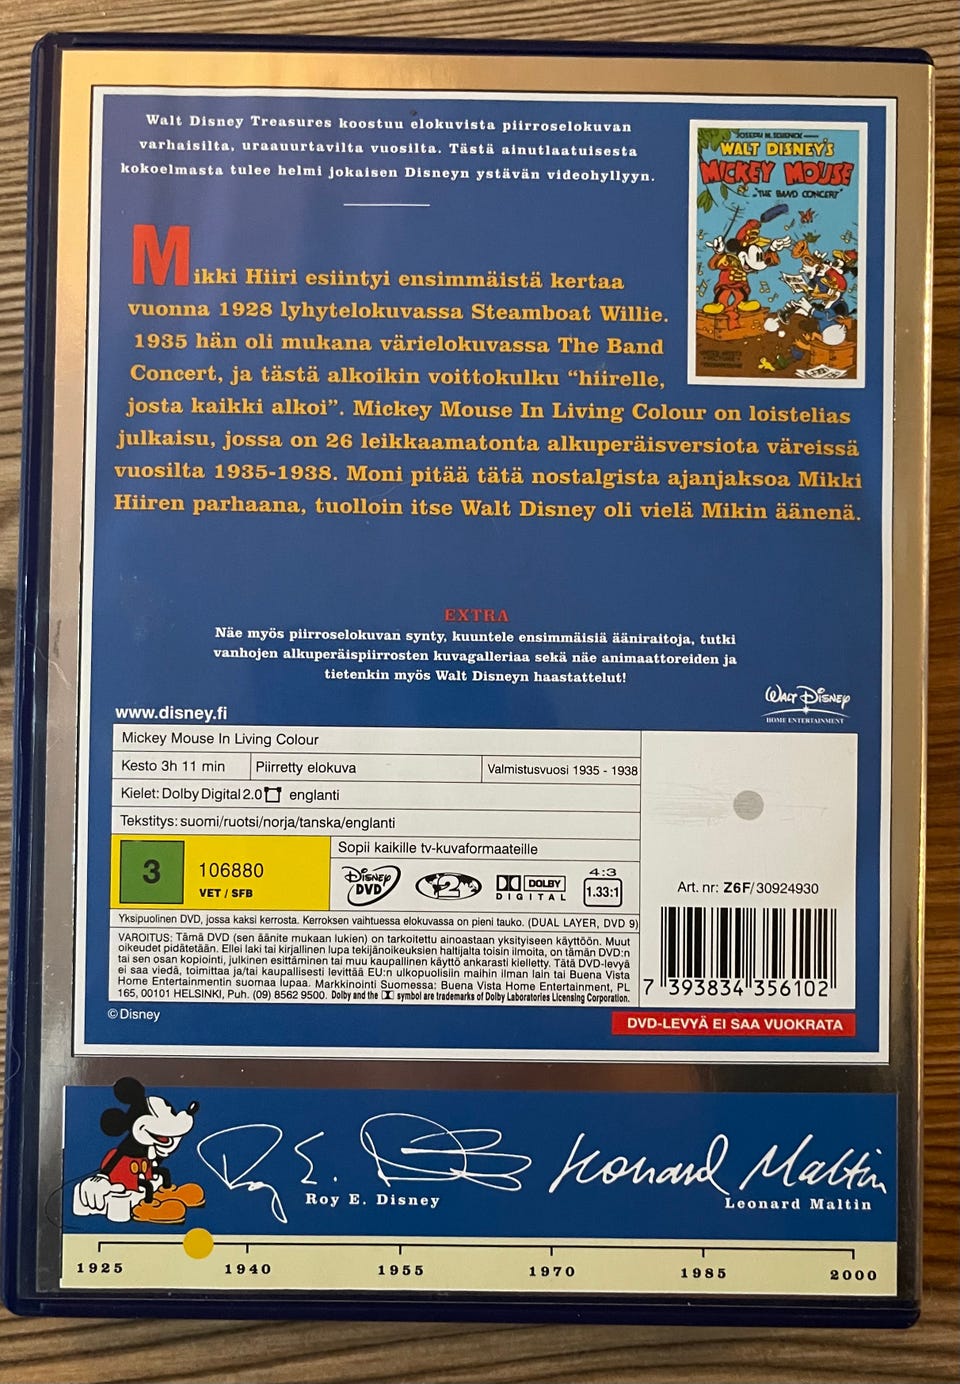 Walt Disney Treasures koostuu elokuvista piirroselokuvan
varhaisilta, uraauurtavilta vuosilta. Tästä ainutlaatuisesta
kokoelmasta tulee helmi jokaisen Disneyn ystävän videohyllyyn.
JOSEPH M. SCHENCK
WALT DISNEY'S
MICKEY MOUSE
"THE BAND CONCERT"
Mikki Hiiri esiintyi ensimmäistä kertaa
vuonna 1928 lyhytelokuvassa Steamboat Willie.
1935 hän oli mukana värielokuvassa The Band
Concert, ja tästä alkoikin voittokulku “hiirelle,
josta kaikki alkoi”. Mickey Mouse In Living Colour on loistelias
julkaisu, jossa on 26 leikkaamatonta alkuperäisversiota väreissä
vuosilta 1935-1938. Moni pitää tätä nostalgista ajanjaksoa Mikki
Hiiren parhaana, tuolloin itse Walt Disney oli vielä Mikin äänenä.
EXTRA
Näe myös piirroselokuvan synty, kuuntele ensimmäisiä ääniraitoja, tutki
vanhojen alkuperäispiirrosten kuvagalleriaa sekä näe animaattoreiden ja
tietenkin myös Walt Disneyn haastattelut!
WALT DISNEY
HOME ENTERTAINMENT
www.disney.fi
Mickey Mouse In Living Colour
Kesto 3h 11 min Piirretty elokuva Valmistusvuosi 1935 - 1938
Kielet: Dolby Digital 2.0 englanti
Tekstitys: suomi/ruotsi/norja/tanska/englanti
3 106880
VET / SFB
Sopii kaikille tv-kuvaformaateille
DISNEY DVD 2 DOLBY DIGITAL 4:3 1.33:1
Art. nr: Z6F/30924930
Yksipuolinen DVD, jossa kaksi kerrosta. Kerroksen vaihtuessa elokuvassa on pieni tauko. (DUAL LAYER, DVD 9)
VAROITUS: Tämä DVD (sen äänite mukaan lukien) on tarkoitettu ainoastaan yksityiseen käyttöön. Muut
oikeudet pidätetään. Ellei laki tai kirjallinen lupa tekijänoikeuksien haltijalta toisin ilmoita, on tämän DVD:n
tai sen osan kopiointi, julkinen esittäminen tai muu kaupallinen käyttö ankarasti kielletty. Tätä DVD-levyä
ei saa viedä, toimittaa ja/tai kaupallisesti levittää EU:n ulkopuolisiin maihin ilman lain tai Buena Vista
Home Entertainmentin suomaa lupaa. Markkinointi Suomessa: Buena Vista Home Entertainment, PL
165, 00101 HELSINKI, Puh. (09) 8562 9500. Dolby and the symbol are trademarks of Dolby Laboratories Licensing Corporation.
7 393834 356102
© Disney
DVD-LEVYÄ EI SAA VUOKRATA
Roy E. Disney Leonard Maltin
Roy E. Disney
Leonard Maltin
1925 1940 1955 1970 1985 2000